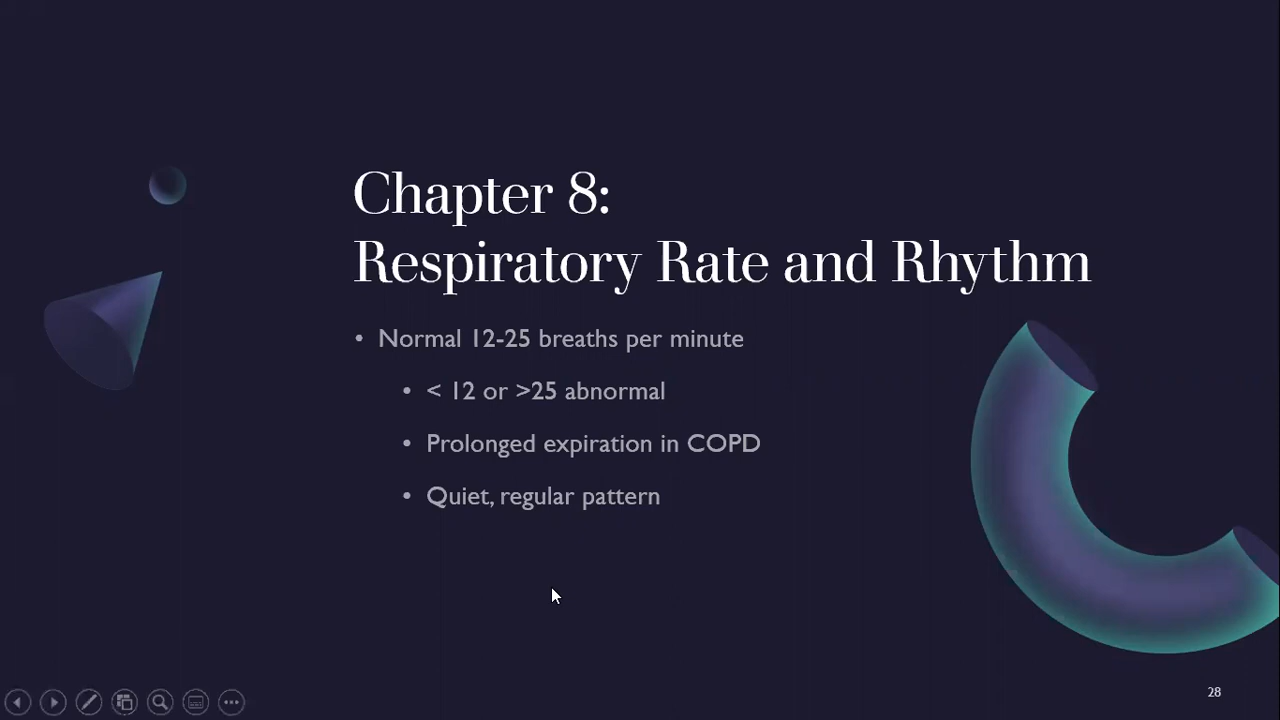 Chapter 8:
Respiratory Rate and Rhythm
• Normal 12-25 breaths per minute
• < 12 or >25 abnormal
• Prolonged expiration in COPD
• Quiet, regular pattern
28